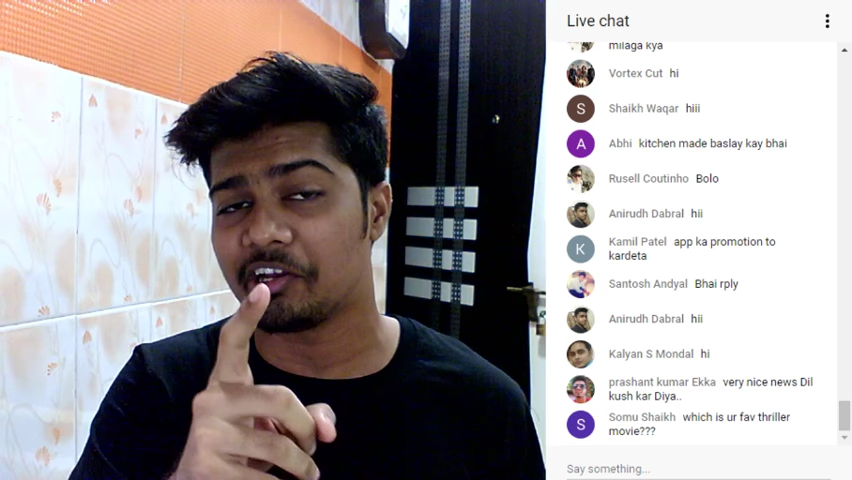 Live chat
milaga kya
Vortex Cut hi
S Shaikh Waqar hiii
A Abhi kitchen made baslay kay bhai
Rusell Coutinho Bolo
Anirudh Dabral hii
K Kamil Patel app ka promotion to
kardeta
Santosh Andyal Bhai rply
Anirudh Dabral hii
Kalyan S Mondal hi
prashant kumar Ekka very nice news Dil
kush kar Diya..
S Somu Shaikh which is ur fav thriller
movie???
Say something...